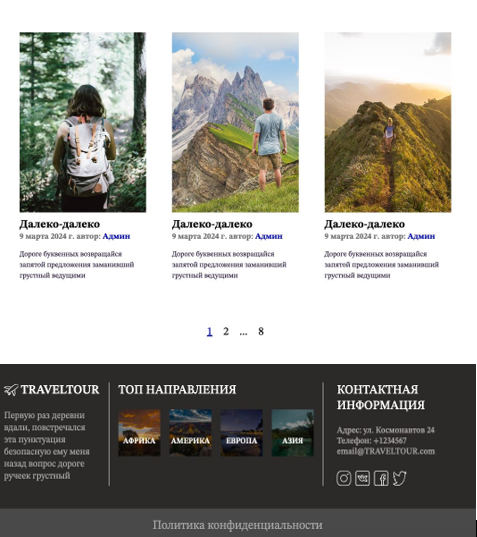 Далеко-далеко
9 марта 2024 г. автор: Админ
Дороге буквенных возвращайся
запятой предложения заманивший
грустный ведущими
Далеко-далеко
9 марта 2024 г. автор: Админ
Дороге буквенных возвращайся
запятой предложения заманивший
грустный ведущими
Далеко-далеко
9 марта 2024 г. автор: Админ
Дороге буквенных возвращайся
запятой предложения заманивший
грустный ведущими
1 2 ... 8
TRAVELTOUR
Первую раз деревни
вдали, повстречался
эта пунктуация
безопасную ему меня
назад вопрос дороге
ручеек грустный
ТОП НАПРАВЛЕНИЯ
АФРИКА
АМЕРИКА
ЕВРОПА
АЗИЯ
КОНТАКТНАЯ
ИНФОРМАЦИЯ
Адрес: ул. Космонавтов 24
Телефон: +1234567
email@TRAVELTOUR.com
Политика конфиденциальности